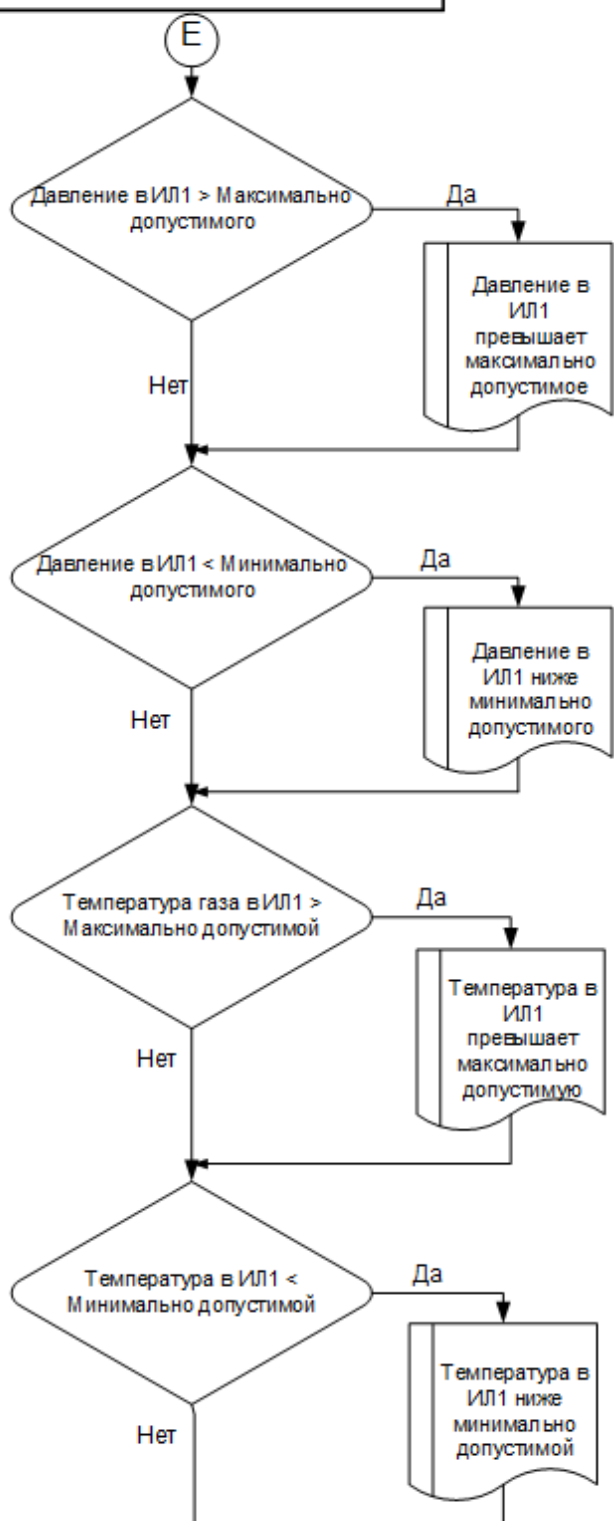 E
Давление в ИЛ1 > Максимально
допустимого
Да
Давление в
ИЛ1
превышает
максимально
допустимое
Нет
Давление в ИЛ1 < Минимально
допустимого
Да
Давление в
ИЛ1 ниже
минимально
допустимого
Нет
Температура газа в ИЛ1 >
Максимально допустимой
Да
Температура в
ИЛ1
превышает
максимально
допустимую
Нет
Температура в ИЛ1 <
Минимально допустимой
Да
Температура в
ИЛ1 ниже
минимально
допустимой
Нет